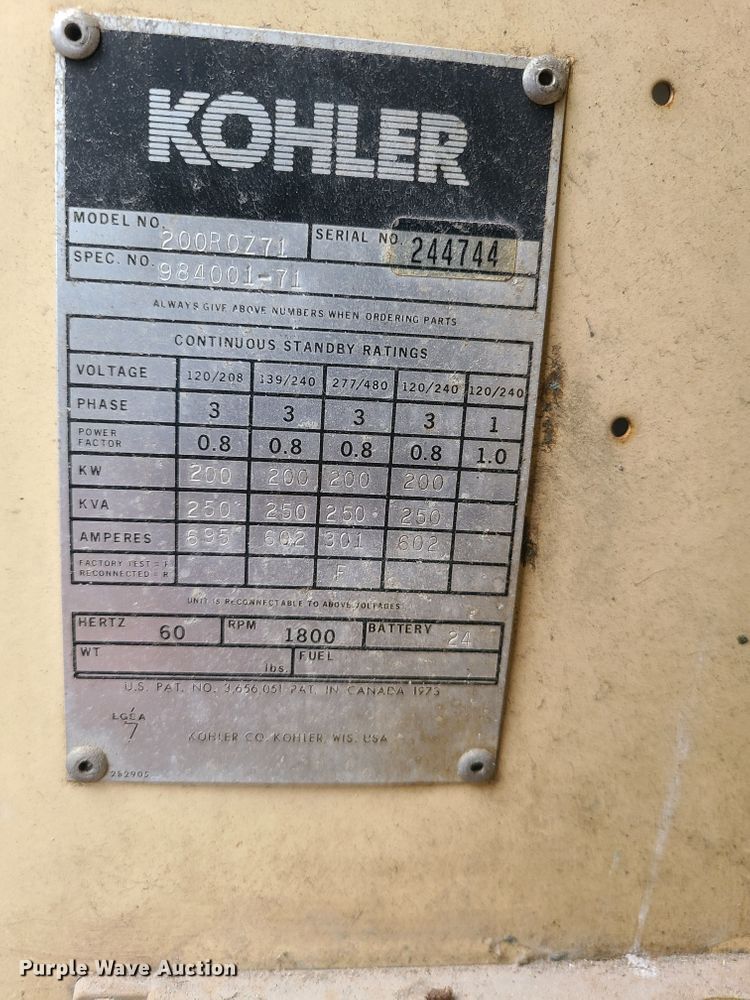 KOHLER
MODEL NO. 200ROZ71 SERIAL NO. 244744
SPEC. NO. 984001-71
ALWAYS GIVE ABOVE NUMBERS WHEN ORDERING PARTS
CONTINUOUS STANDBY RATINGS
VOLTAGE 120/208 139/240 277/480 120/240 120/240
PHASE 3 3 3 3 1
POWER FACTOR 0.8 0.8 0.8 0.8 1.0
KW 200 200 200 200
KVA 250 250 250 250
AMPERES 695 602 301 602
FACTORY TEST = F
RECONNECTED = R F
UNIT IS RECONNECTABLE TO ABOVE VOLTAGES
HERTZ 60 RPM 1800 BATTERY 24
WT lbs. FUEL
U.S. PAT. NO. 3,656,051 PAT. IN CANADA 1973
LGEA
7
KOHLER CO. KOHLER, WIS. USA
252905
Purple Wave Auction